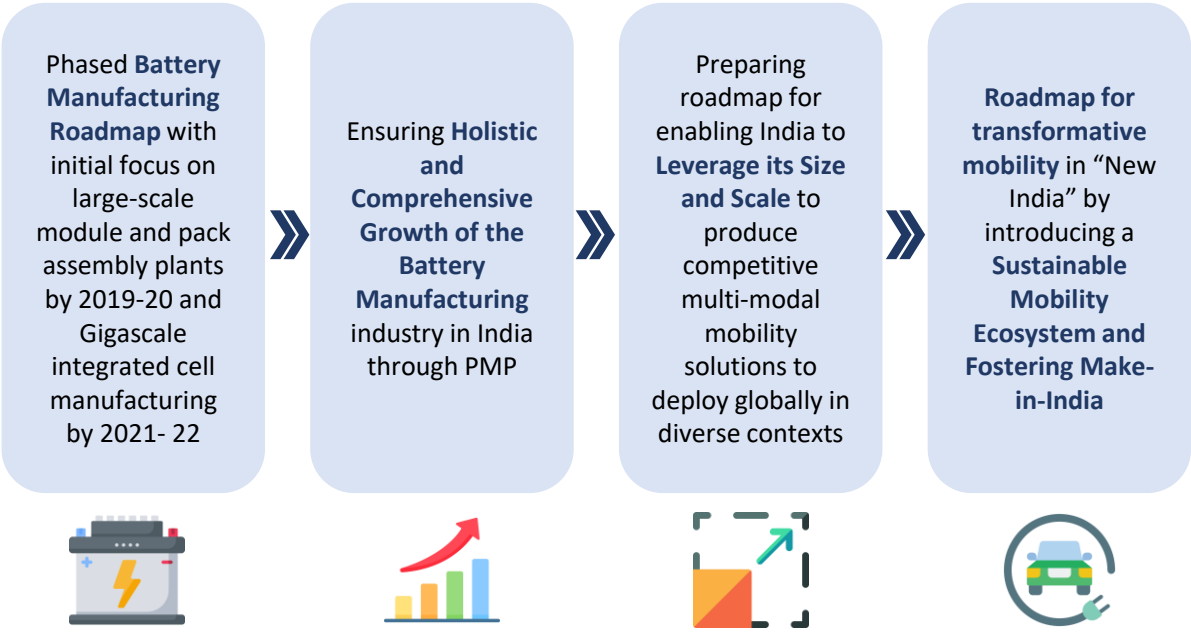 Phased Battery
Manufacturing
Roadmap with
initial focus on
large-scale
module and pack
assembly plants
by 2019-20 and
Gigascale
integrated cell
manufacturing
by 2021- 22
Ensuring Holistic
and
Comprehensive
Growth of the
Battery
Manufacturing
industry in India
through PMP
Preparing
roadmap for
enabling India to
Leverage its Size
and Scale to
produce
competitive
multi-modal
mobility
solutions to
deploy globally in
diverse contexts
Roadmap for
transformative
mobility in “New
India” by
introducing a
Sustainable
Mobility
Ecosystem and
Fostering Make-
in-India